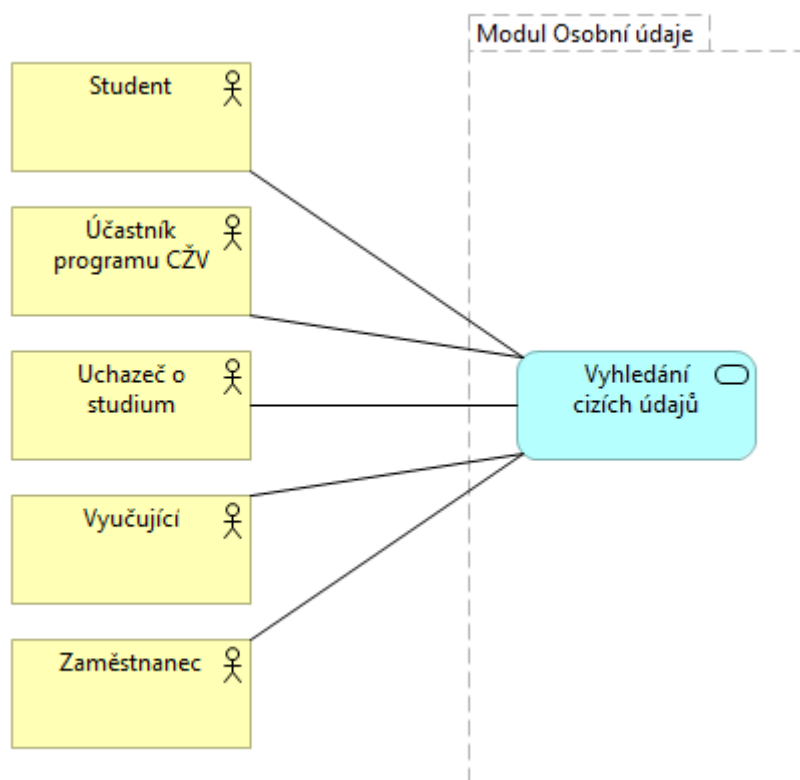 Modul Osobní údaje
Student
Účastník
programu CŽV
Uchazeč o
studium
Vyhledání
cizích údajů
Vyučující
Zaměstnanec